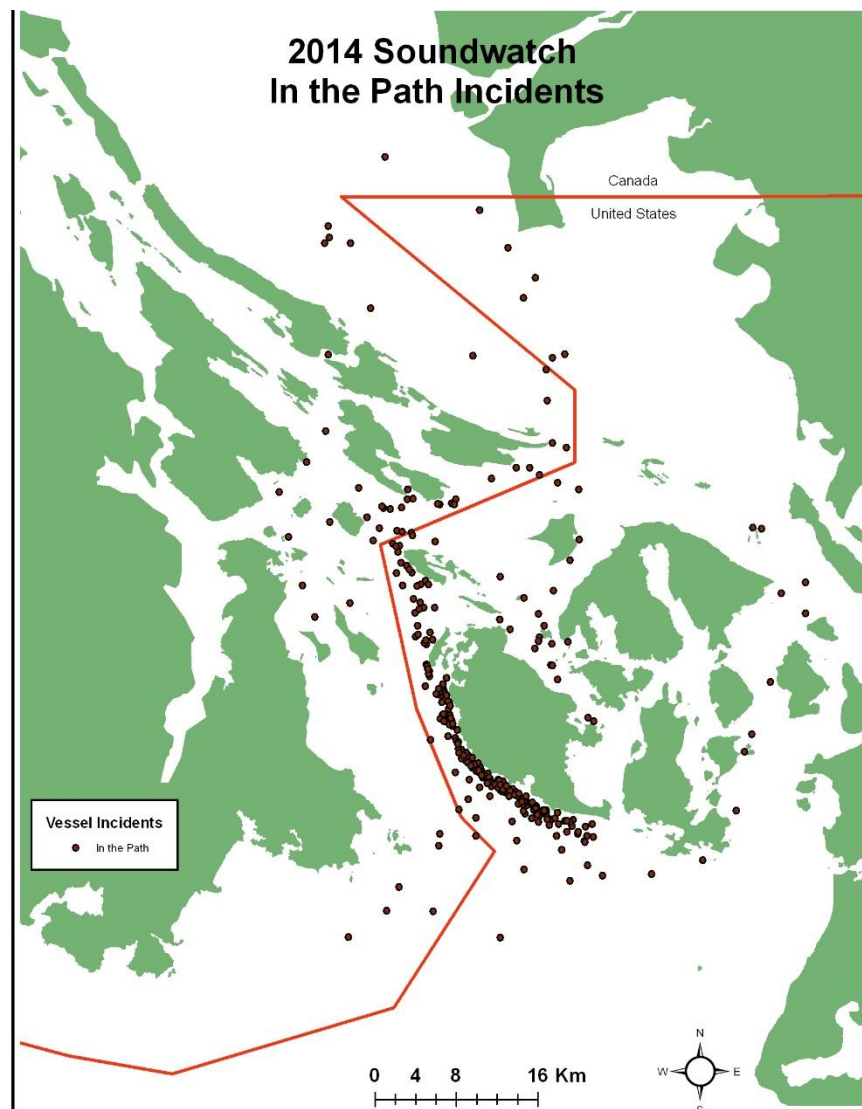 2014 Soundwatch
In the Path Incidents
Canada
United States
Vessel Incidents
In the Path
0 4 8 16 Km
N
W E
S